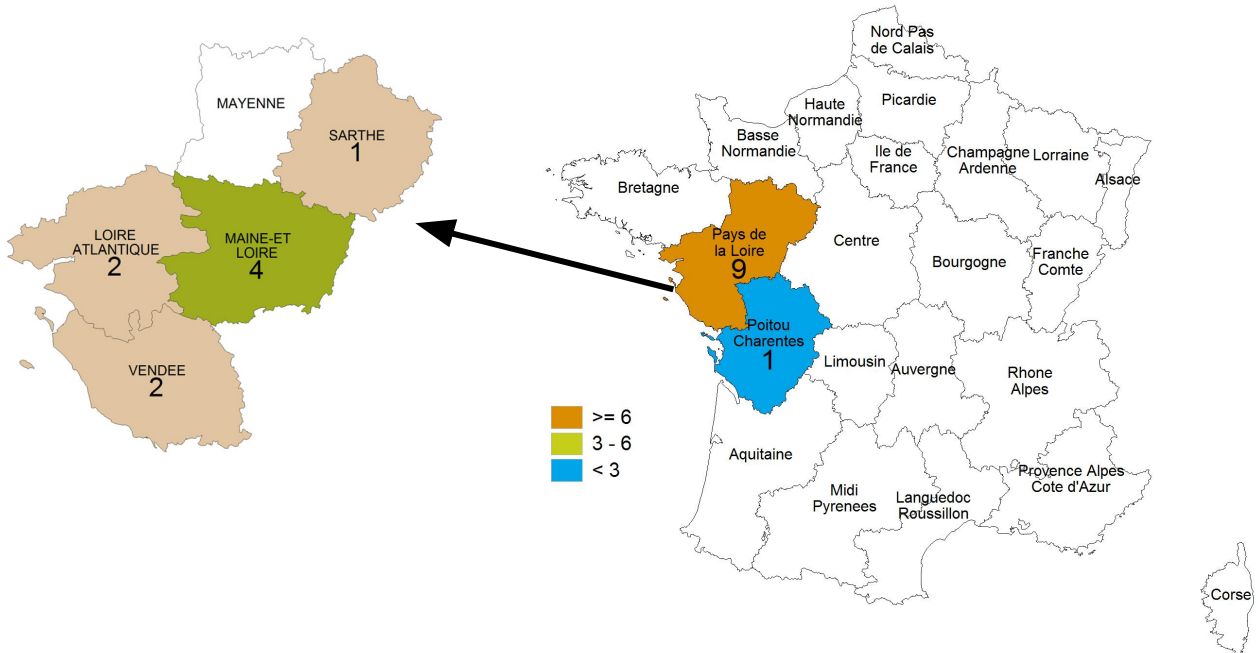 MAYENNE
SARTHE
1
LOIRE
ATLANTIQUE
2
MAINE-ET
LOIRE
4
VENDEE
2
Nord Pas
de Calais
Picardie
Haute
Normandie
Basse
Normandie
Ile de
France
Champagne
Ardenne
Lorraine
Alsace
Bretagne
Pays de
la Loire
9
Centre
Bourgogne
Franche
Comte
Poitou
Charentes
1
Limousin
Auvergne
Rhone
Alpes
Aquitaine
Midi
Pyrenees
Languedoc
Roussillon
Provence Alpes
Cote d'Azur
Corse
>= 6
3 - 6
< 3